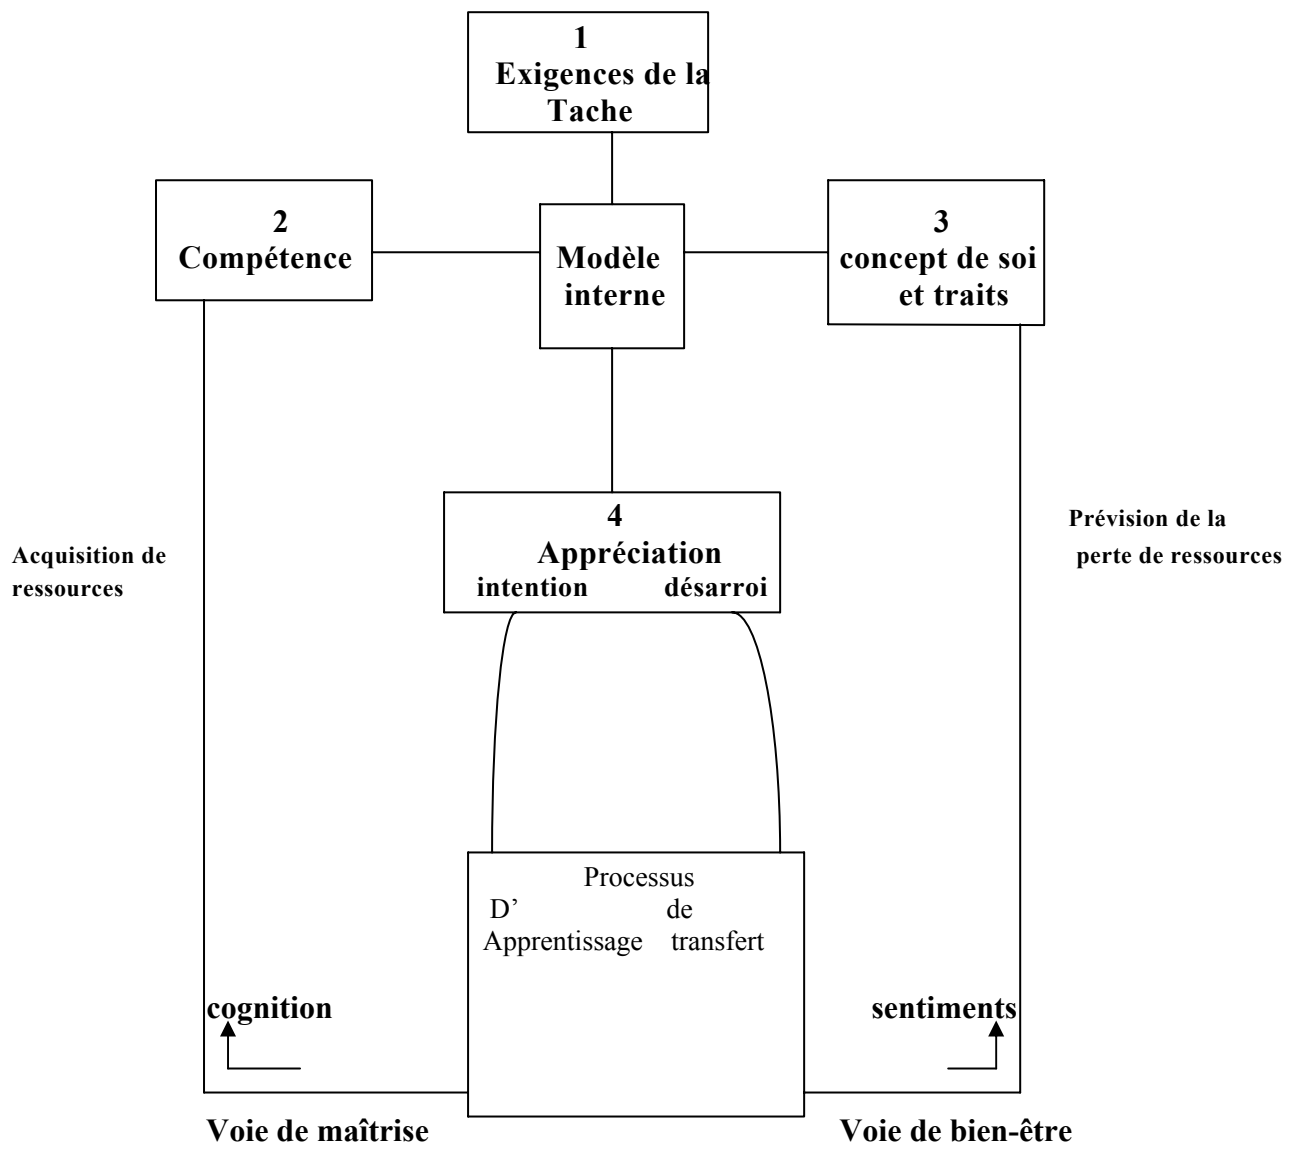 1
Exigences de la
Tache
2
Compétence
Modèle
interne
3
concept de soi
et traits
4
Appréciation
intention désarroi
Acquisition de
ressources
Prévision de la
perte de ressources
Processus
D' de
Apprentissage transfert
cognition
sentiments
Voie de maîtrise
Voie de bien-être